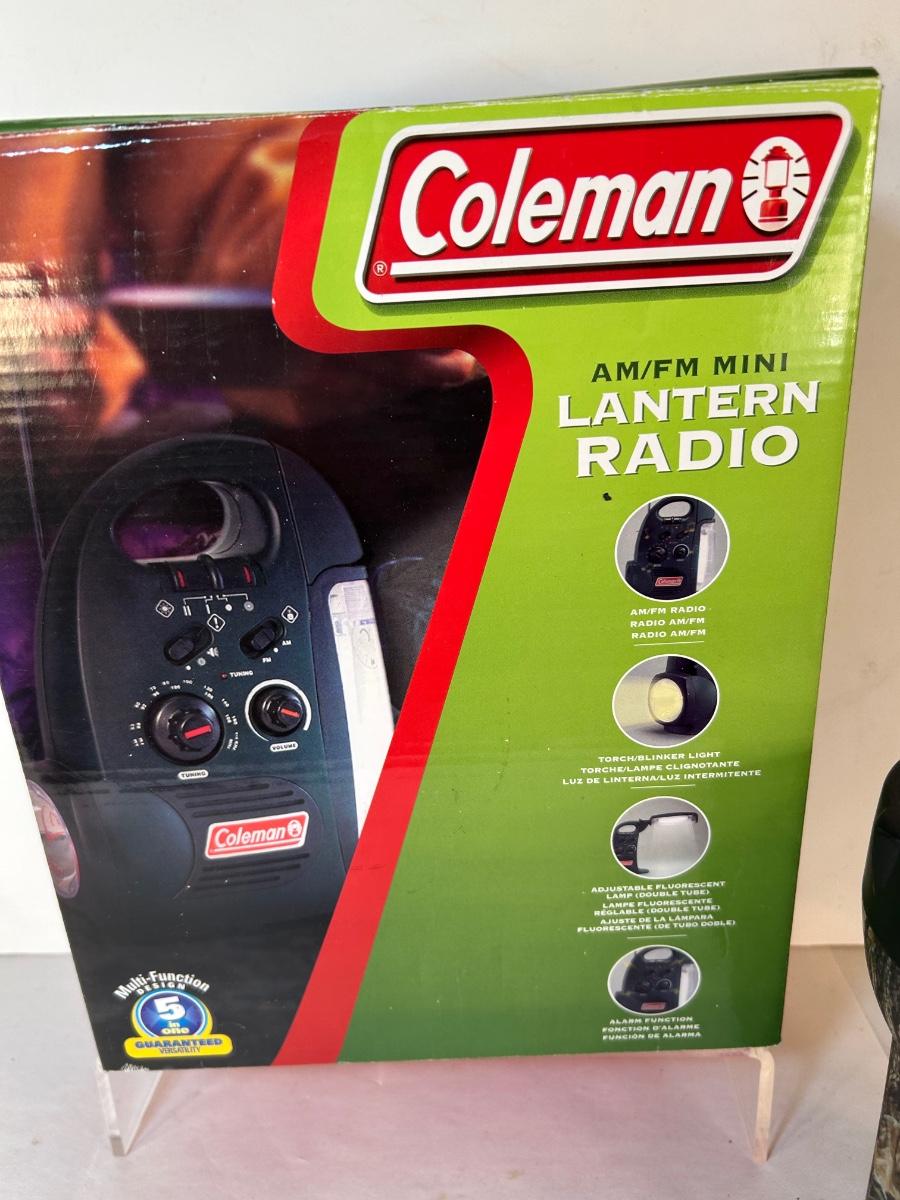 Coleman
®
AM/FM MINI
LANTERN
RADIO
AM/FM RADIO
RADIO AM/FM
RADIO AM/FM
TORCH/BLINKER LIGHT
TORCHE/LAMPE CLIGNOTANTE
LUZ DE LINTERNA/LUZ INTERMITENTE
ADJUSTABLE FLUORESCENT
LAMP (DOUBLE TUBE)
LAMPE FLUORESCENTE
RÉGLABLE (DOUBLE TUBE)
AJUSTE DE LA LÁMPARA
FLUORESCENTE (DE TUBO DOBLE)
ALARM FUNCTION
FONCTION D'ALARME
FUNCIÓN DE ALARMA
AM
FM
TUNING
VOLUME
TUNING
Coleman
Multi-Function
DESIGN
5
in
one
GUARANTEED
VERSATILITY